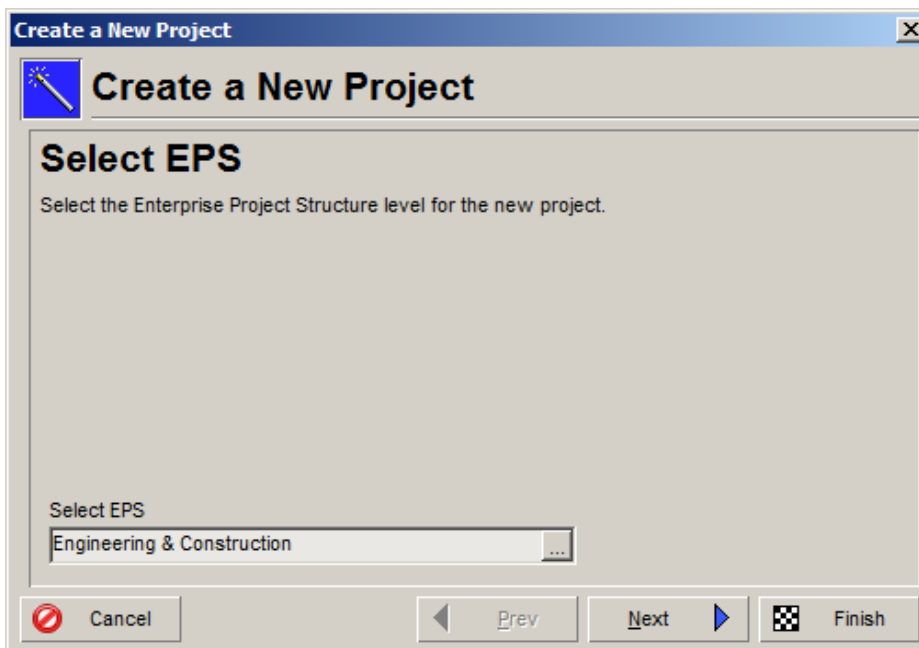 Create a New Project
Create a New Project
Select EPS
Select the Enterprise Project Structure level for the new project.
Select EPS
Engineering & Construction
...
Cancel
Prev
Next
Finish